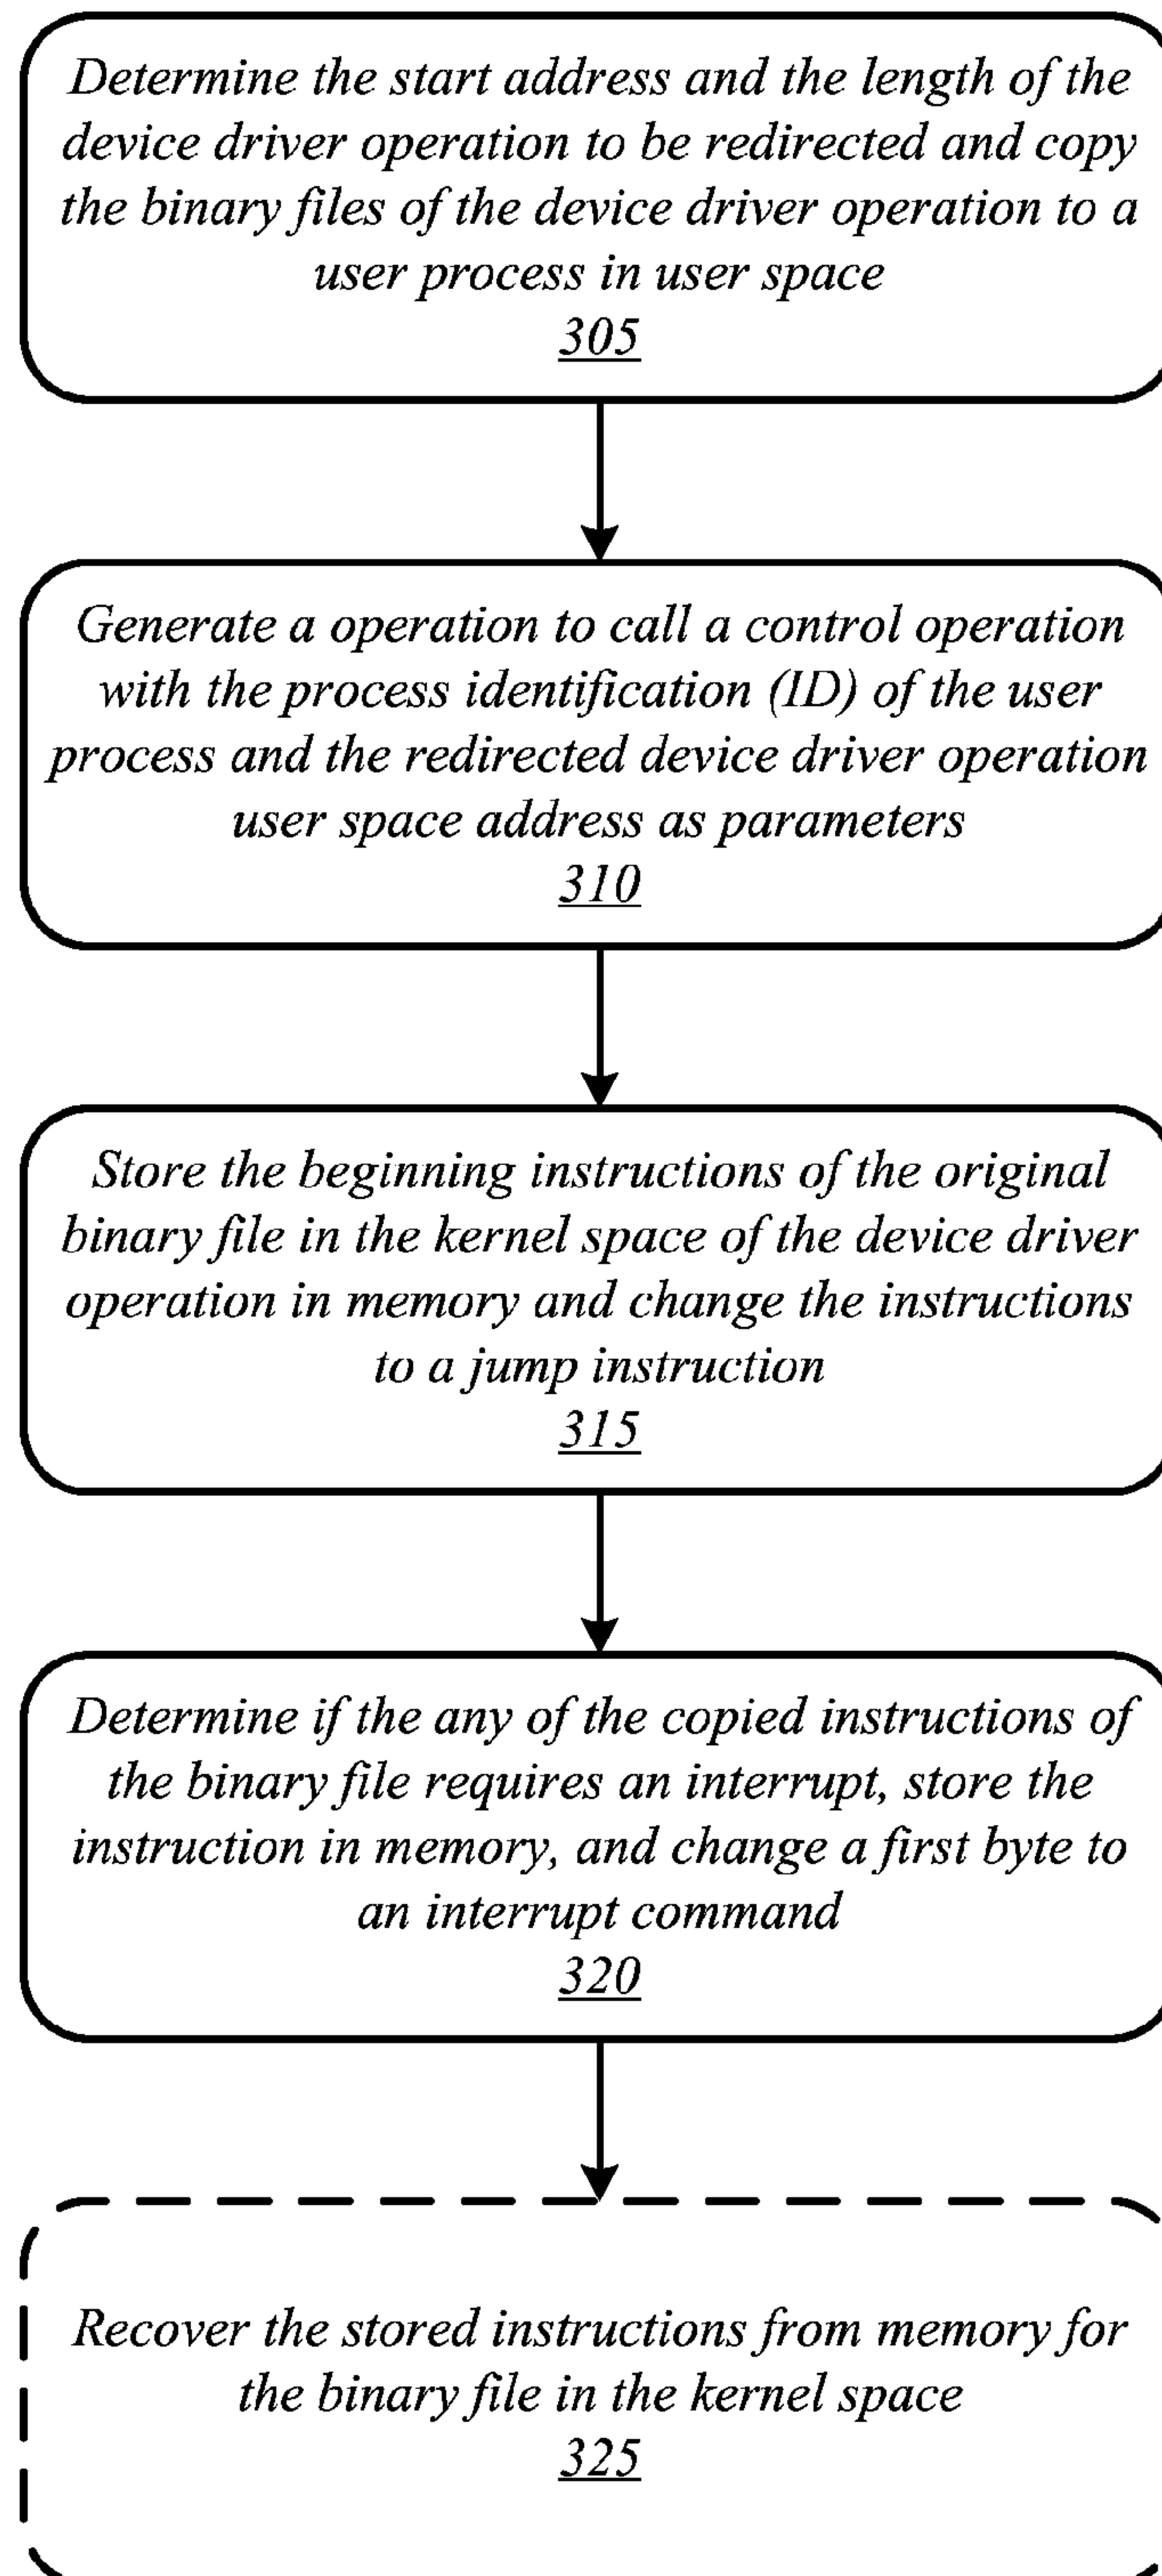 Determine the start address and the length of the
device driver operation to be redirected and copy
the binary files of the device driver operation to a
user process in user space
305
Generate a operation to call a control operation
with the process identification (ID) of the user
process and the redirected device driver operation
user space address as parameters
310
Store the beginning instructions of the original
binary file in the kernel space of the device driver
operation in memory and change the instructions
to a jump instruction
315
Determine if the any of the copied instructions of
the binary file requires an interrupt, store the
instruction in memory, and change a first byte to
an interrupt command
320
Recover the stored instructions from memory for
the binary file in the kernel space
325